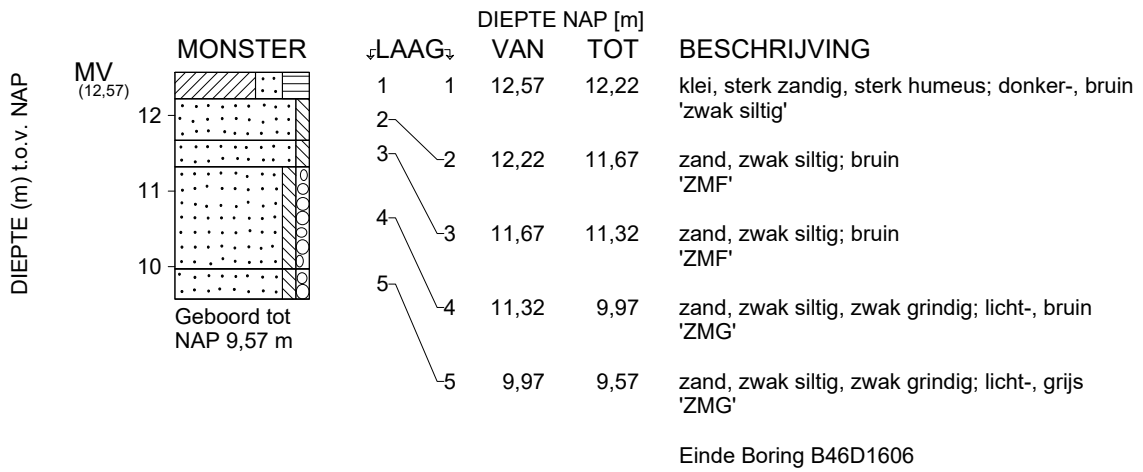 DIEPTE NAP [m]
MONSTER LAAG VAN TOT BESCHRIJVING
MV
(12,57)
DIEPTE (m) t.o.v. NAP
12
11
10
Geboord tot
NAP 9,57 m
1 1 12,57 12,22 klei, sterk zandig, sterk humeus; donker-, bruin
'zwak siltig'
2
2 12,22 11,67 zand, zwak siltig; bruin
'ZMF'
3
3 11,67 11,32 zand, zwak siltig; bruin
'ZMF'
4
4 11,32 9,97 zand, zwak siltig, zwak grindig; licht-, bruin
'ZMG'
5
5 9,97 9,57 zand, zwak siltig, zwak grindig; licht-, grijs
'ZMG'
Einde Boring B46D1606